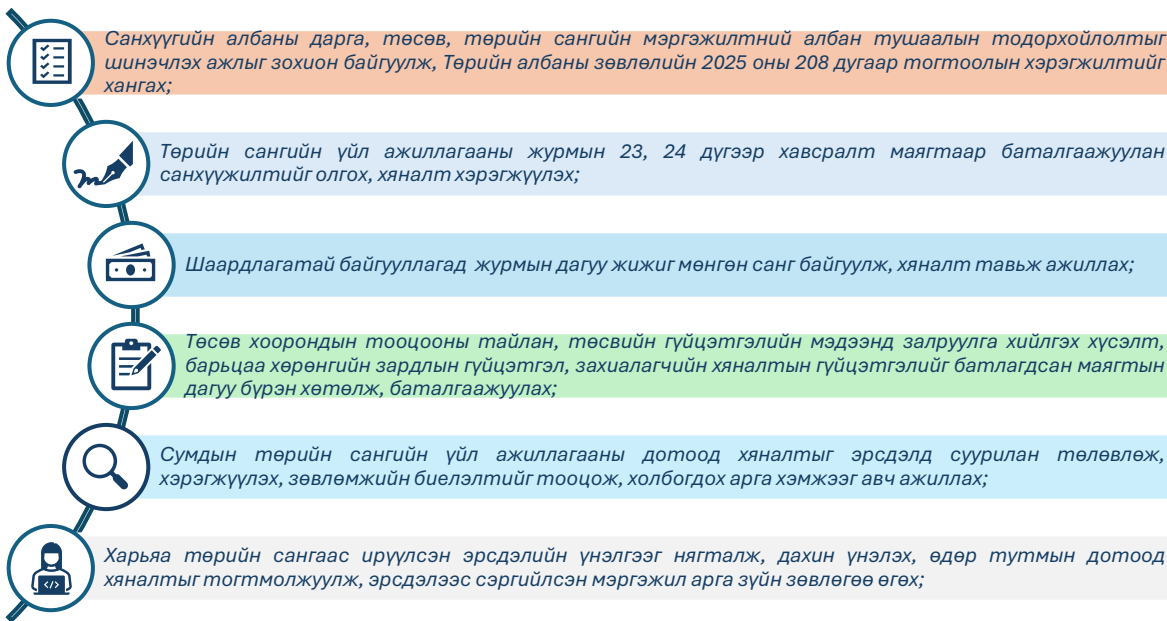 Санхүүгийн албаны дарга, төсөв, төрийн сангийн мэргэжилтний албан тушаалын тодорхойлолтыг
шинэчлэх ажлыг зохион байгуулж, Төрийн албаны зөвлөлийн 2025 оны 208 дугаар тогтоолын хэрэгжилтийг
хангах;
Төрийн сангийн үйл ажиллагааны журмын 23, 24 дүгээр хавсралт маягтаар баталгаажуулан
санхүүжилтийг олгох, хяналт хэрэгжүүлэх;
Шаардлагатай байгууллагад журмын дагуу жижиг мөнгөн санг байгуулж, хяналт тавьж ажиллах;
Төсөв хоорондын тооцооны тайлан, төсвийн гүйцэтгэлийн мэдээнд залруулга хийлгэх хүсэлт,
барьцаа хөрөнгийн зардлын гүйцэтгэл, захиалагчийн хяналтын гүйцэтгэлийг батлагдсан маягтын
дагуу бүрэн хөтөлж, баталгаажуулах;
Сумдын төрийн сангийн үйл ажиллагааны дотоод хяналтыг эрсдэлд суурилан төлөвлөж,
хэрэгжүүлэх, зөвлөмжийн биелэлтийг тооцож, холбогдох арга хэмжээг авч ажиллах;
Харьяа төрийн сангаас ирүүлсэн эрсдэлийн үнэлгээг нягталж, дахин үнэлэх, өдөр тутмын дотоод
хяналтыг тогтмолжуулж, эрсдэлээс сэргийлсэн мэргэжил арга зүйн зөвлөгөө өгөх;